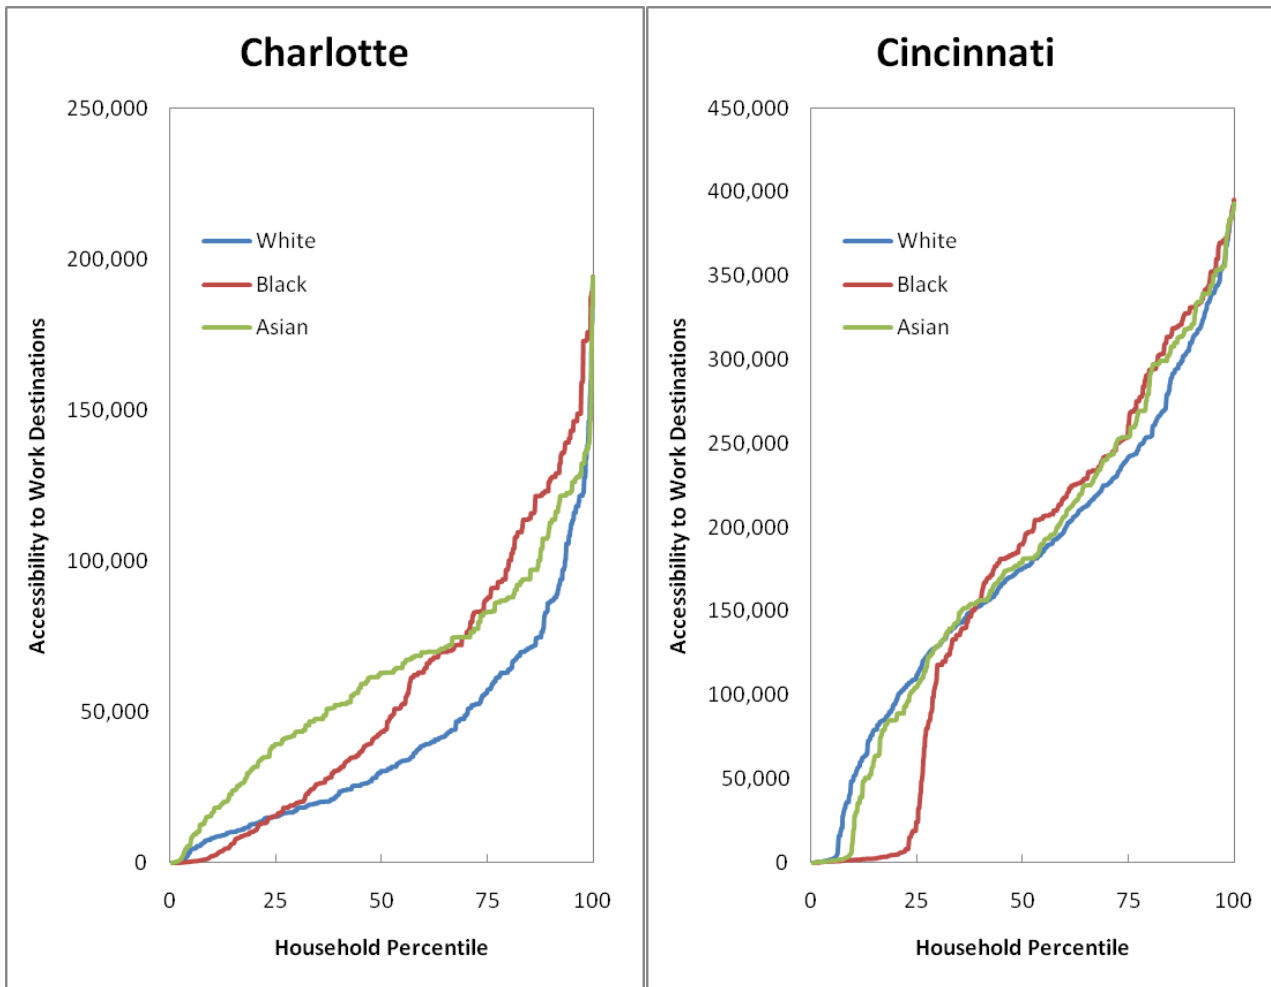 Charlotte
250,000
200,000
150,000
100,000
50,000
0
Accessibility to Work Destinations
White
Black
Asian
0 25 50 75 100
Household Percentile
Cincinnati
450,000
400,000
350,000
300,000
250,000
200,000
150,000
100,000
50,000
0
Accessibility to Work Destinations
White
Black
Asian
0 25 50 75 100
Household Percentile